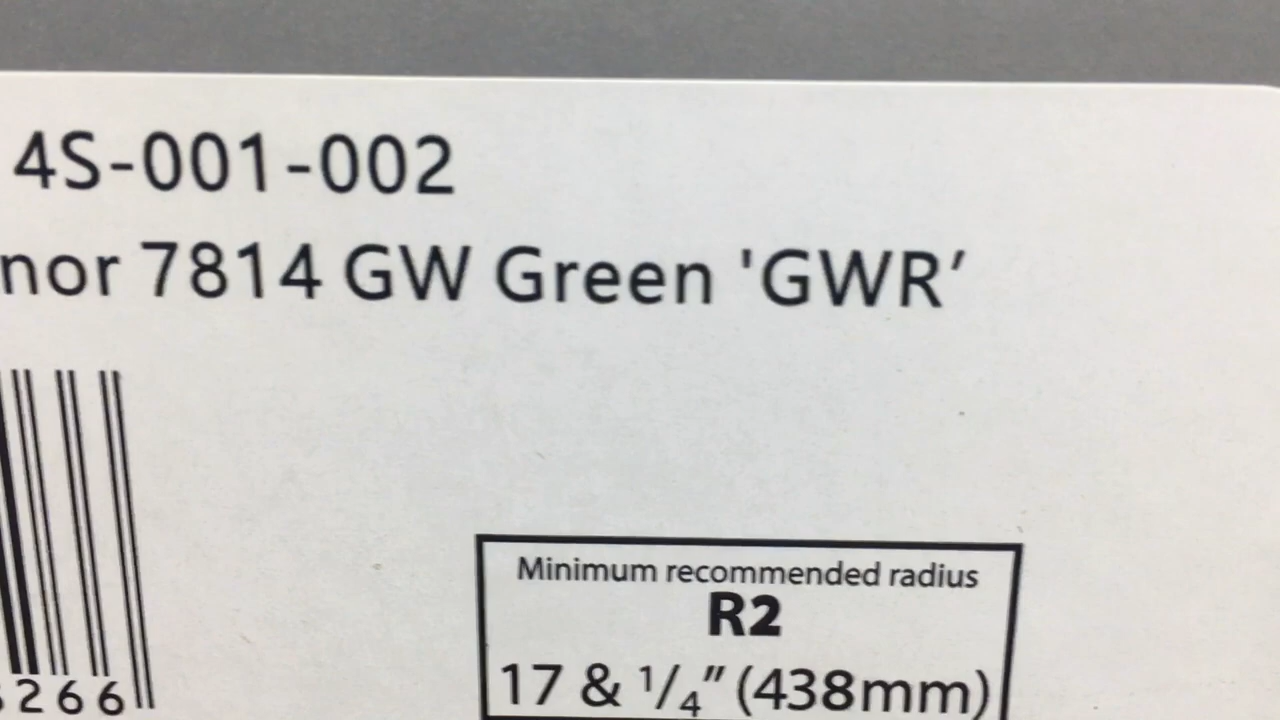 4S-001-002
nor 7814 GW Green 'GWR’
266
Minimum recommended radius
R2
17 & 1/4” (438mm)